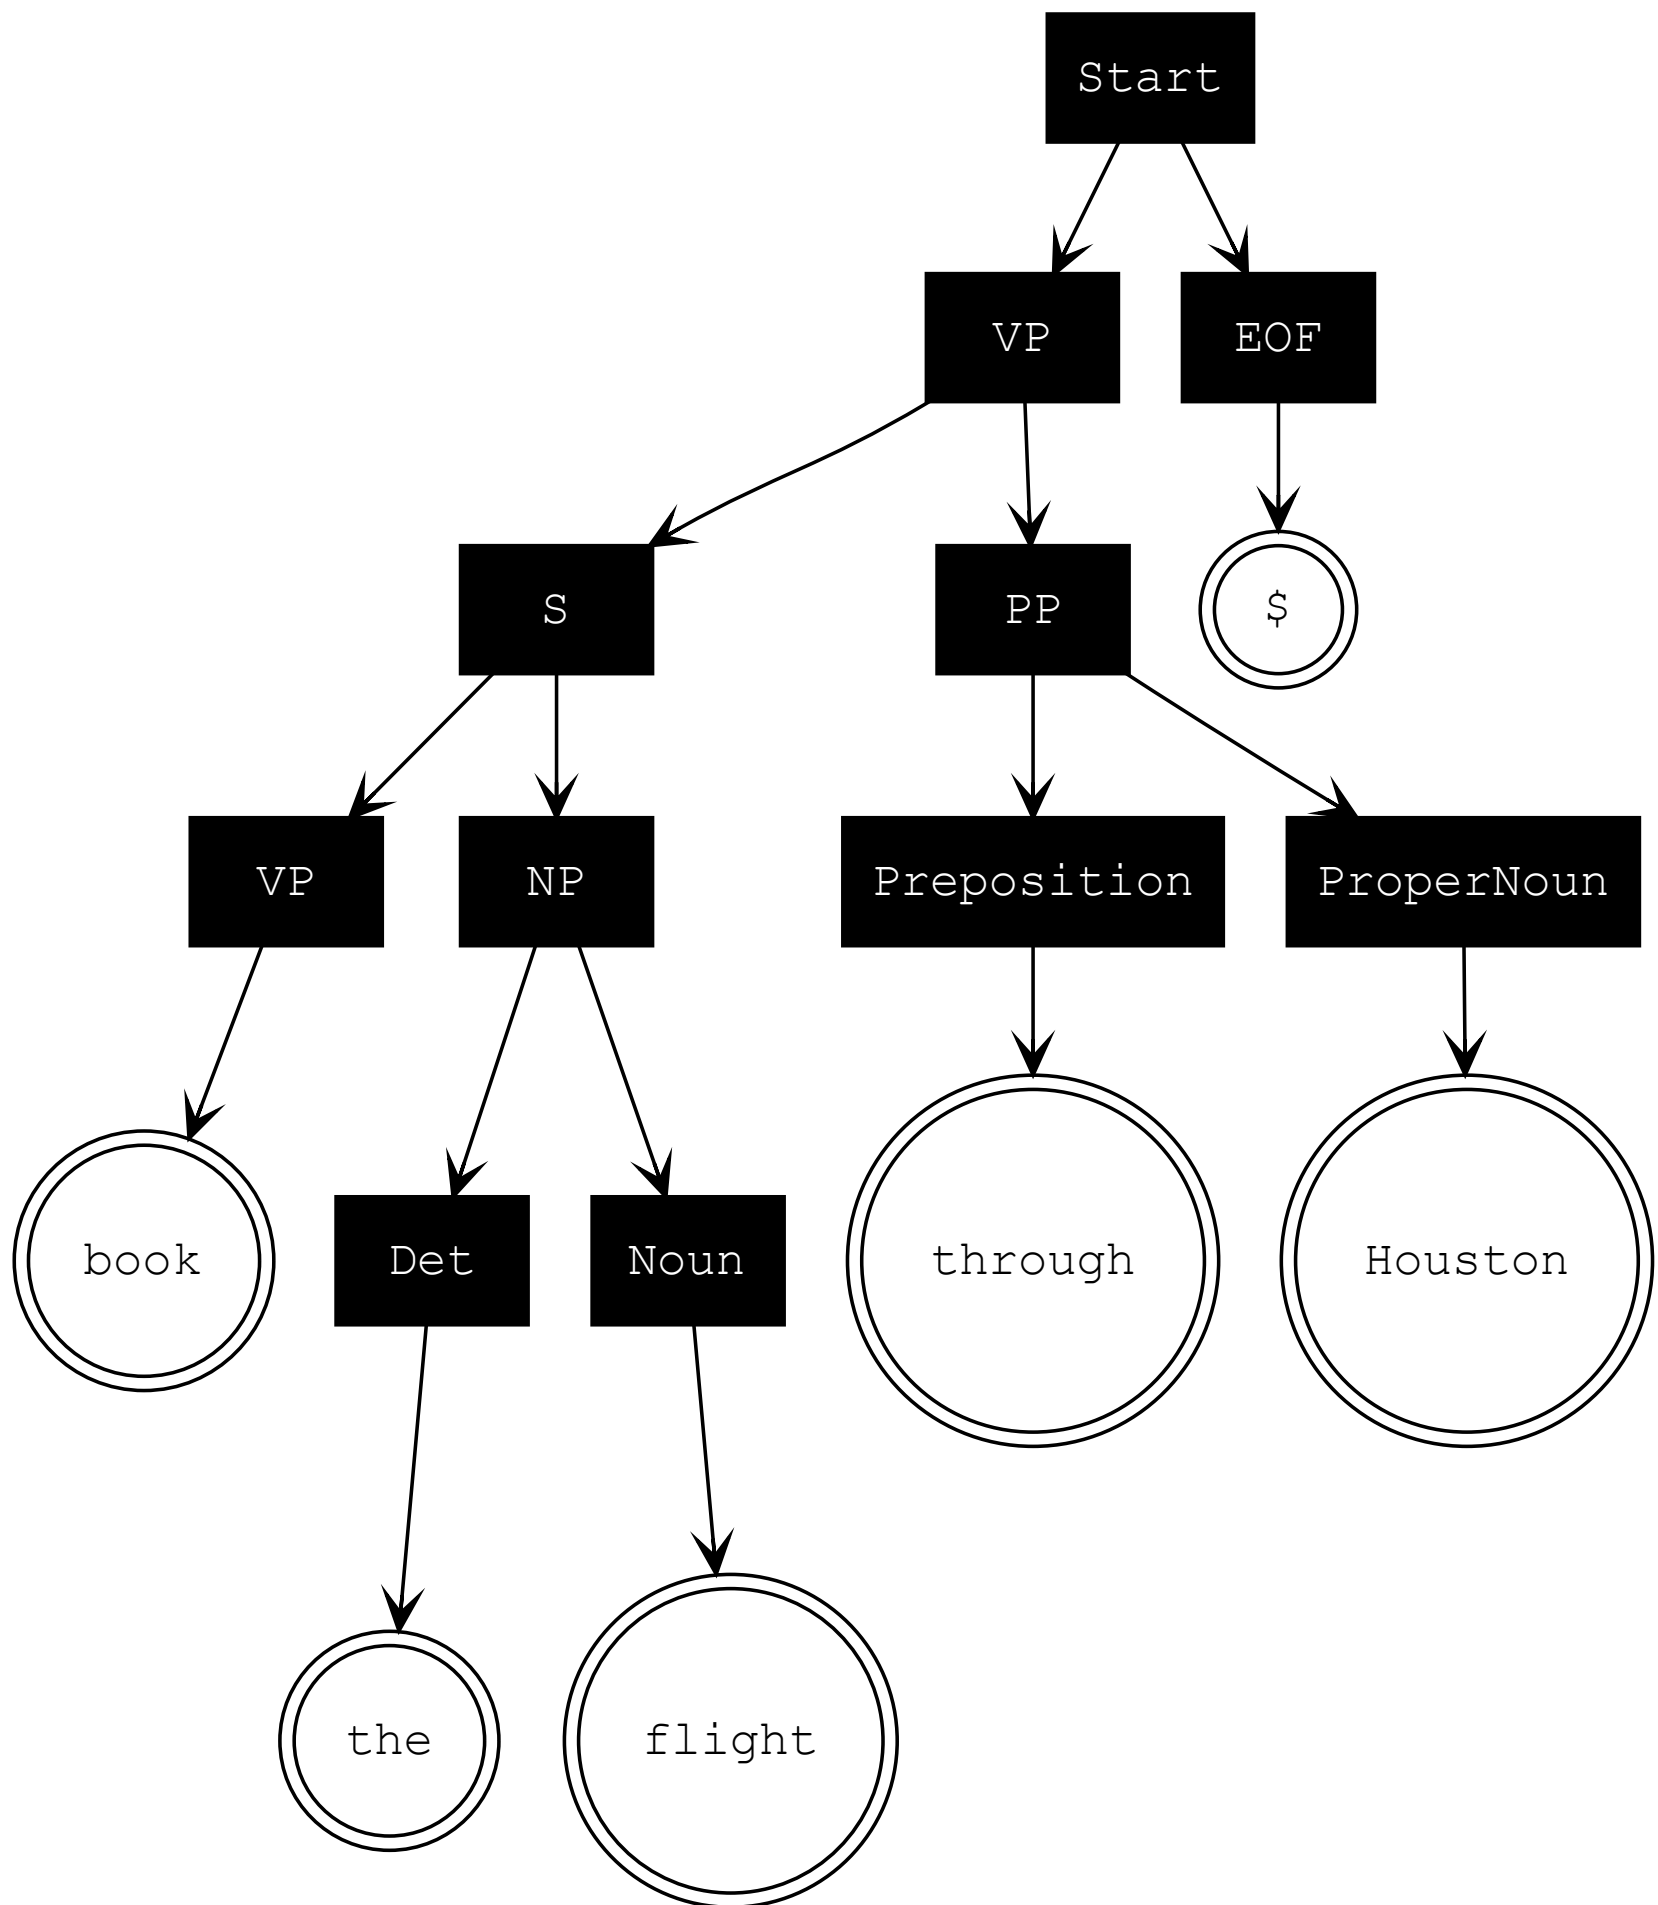 Start
VP
EOF
S
PP
$
VP
NP
Preposition
ProperNoun
book
Det
Noun
through
Houston
the
flight